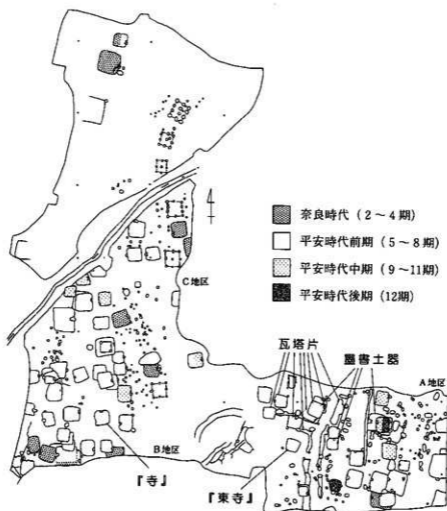 奈良時代(2~4期)
平安時代前期(5~8期)
平安時代中期(9~11期)
平安時代後期(12期)
C地区
瓦塔片
墨書土器
A地区
B地区
『寺』
『東寺』